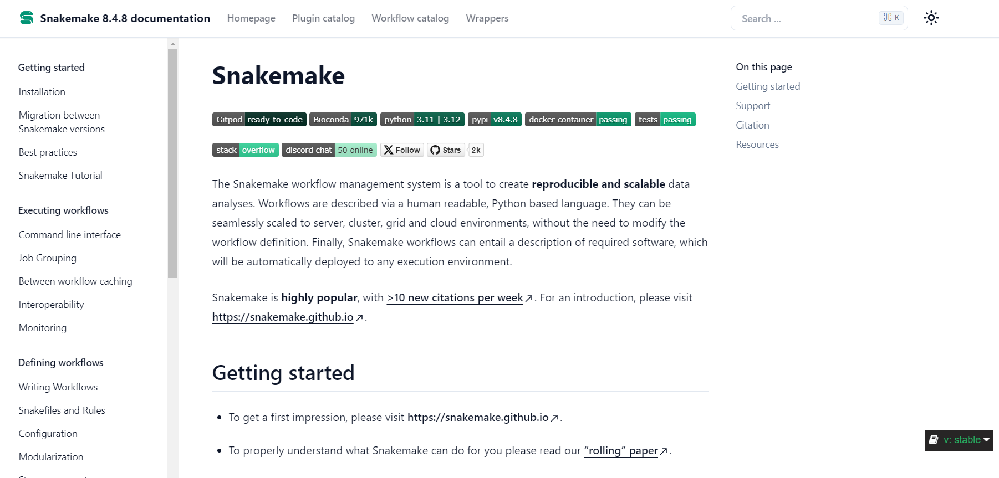 Snakemake 8.4.8 documentation
Homepage
Plugin catalog
Workflow catalog
Wrappers
Search ...
⌘ K
Getting started
Installation
Migration between
Snakemake versions
Best practices
Snakemake Tutorial
Executing workflows
Command line interface
Job Grouping
Between workflow caching
Interoperability
Monitoring
Defining workflows
Writing Workflows
Snakefiles and Rules
Configuration
Modularization
Snakemake
Gitpod ready-to-code Bioconda 971k python 3.11 | 3.12 pypi v8.4.8 docker container passing tests passing
stack overflow discord chat 50 online X Follow Stars 2k
The Snakemake workflow management system is a tool to create reproducible and scalable data
analyses. Workflows are described via a human readable, Python based language. They can be
seamlessly scaled to server, cluster, grid and cloud environments, without the need to modify the
workflow definition. Finally, Snakemake workflows can entail a description of required software, which
will be automatically deployed to any execution environment.
Snakemake is highly popular, with >10 new citations per week↗. For an introduction, please visit
https://snakemake.github.io↗.
Getting started
• To get a first impression, please visit https://snakemake.github.io↗.
• To properly understand what Snakemake can do for you please read our “rolling” paper↗.
On this page
Getting started
Support
Citation
Resources
v: stable